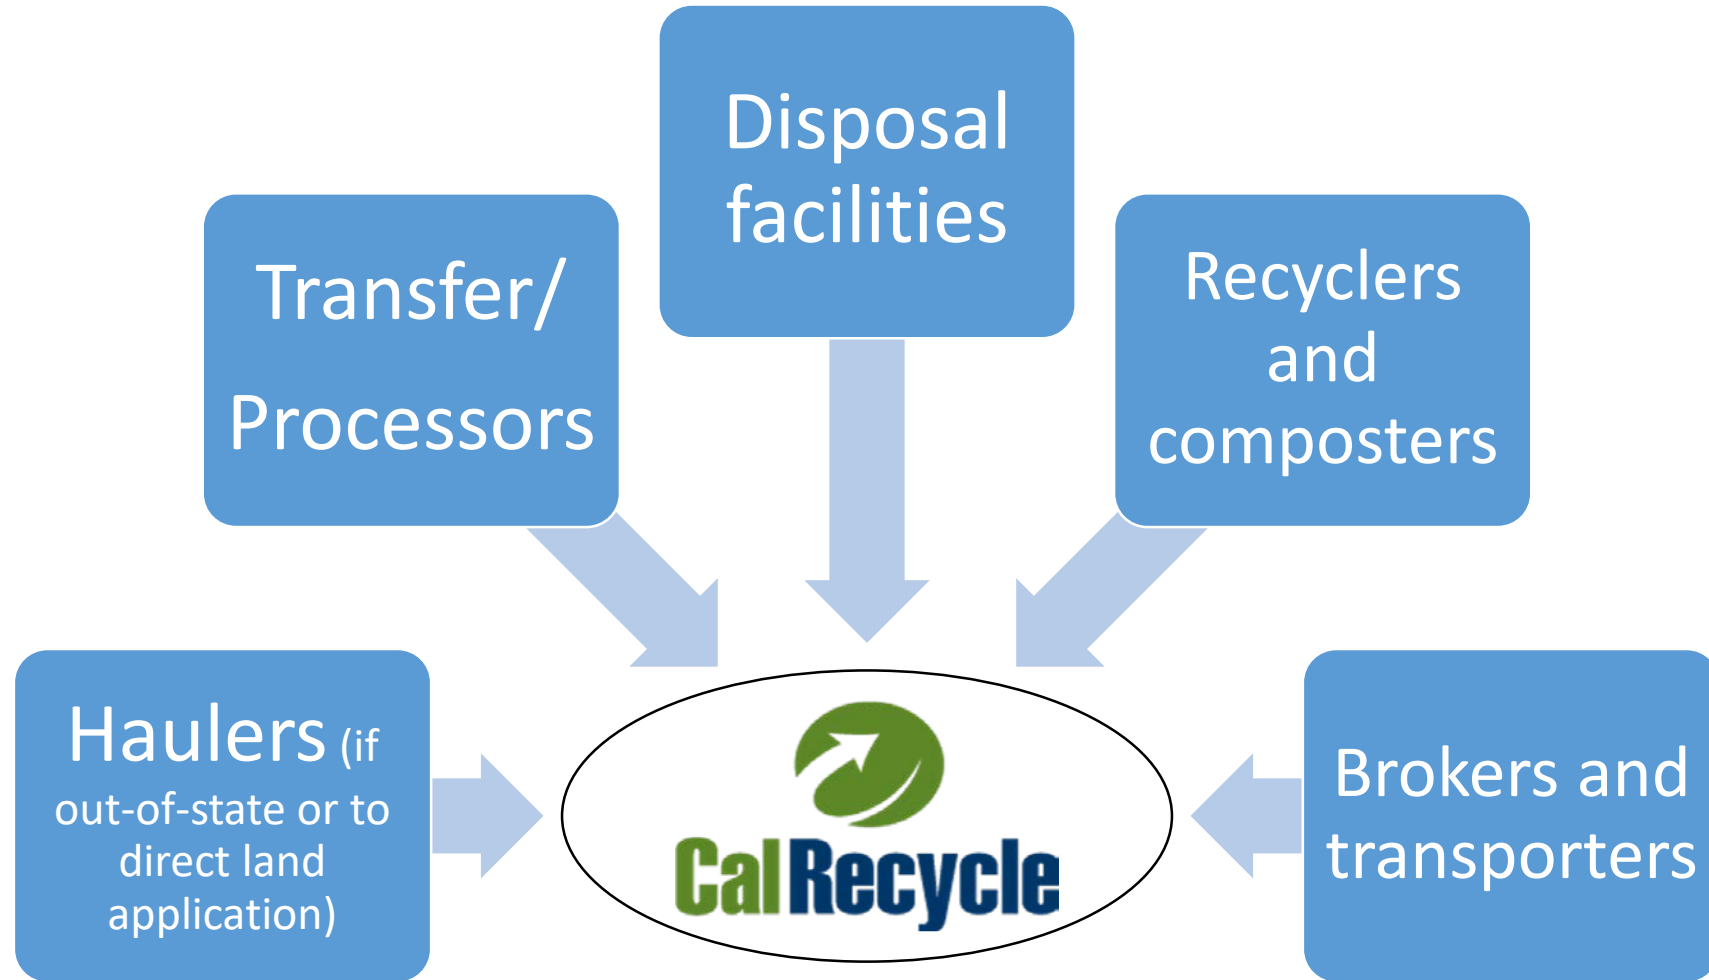 Disposal
facilities
Transfer/
Processors
Recyclers
and
composters
Haulers (if
out-of-state or to
direct land
application)
CalRecycle
Brokers and
transporters